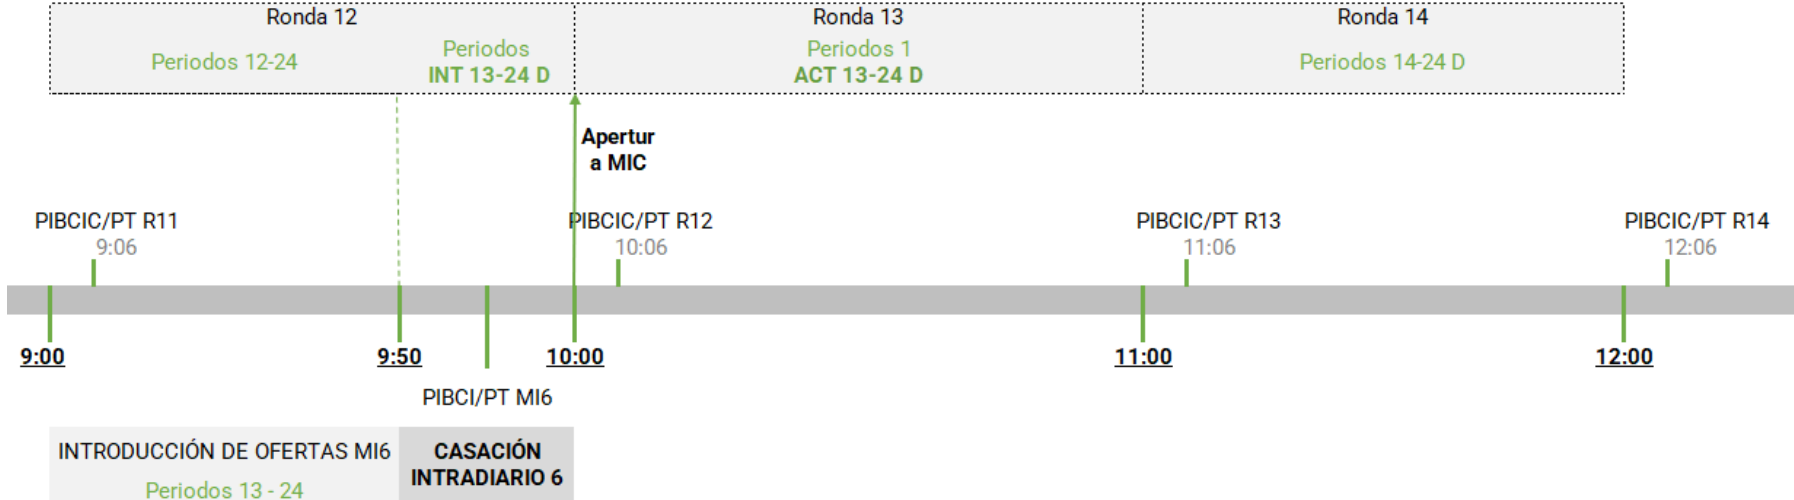 Ronda 12
Ronda 13
Ronda 14
Periodos 12-24
Periodos
INT 13-24 D
Periodos 1
ACT 13-24 D
Periodos 14-24 D
Apertur
a MIC
PIBCIC/PT R11
9:06
PIBCIC/PT R12
10:06
PIBCIC/PT R13
11:06
PIBCIC/PT R14
12:06
9:00
9:50
10:00
11:00
12:00
PIBCI/PT MI6
INTRODUCCIÓN DE OFERTAS MI6
Periodos 13 - 24
CASACIÓN
INTRADIARIO 6